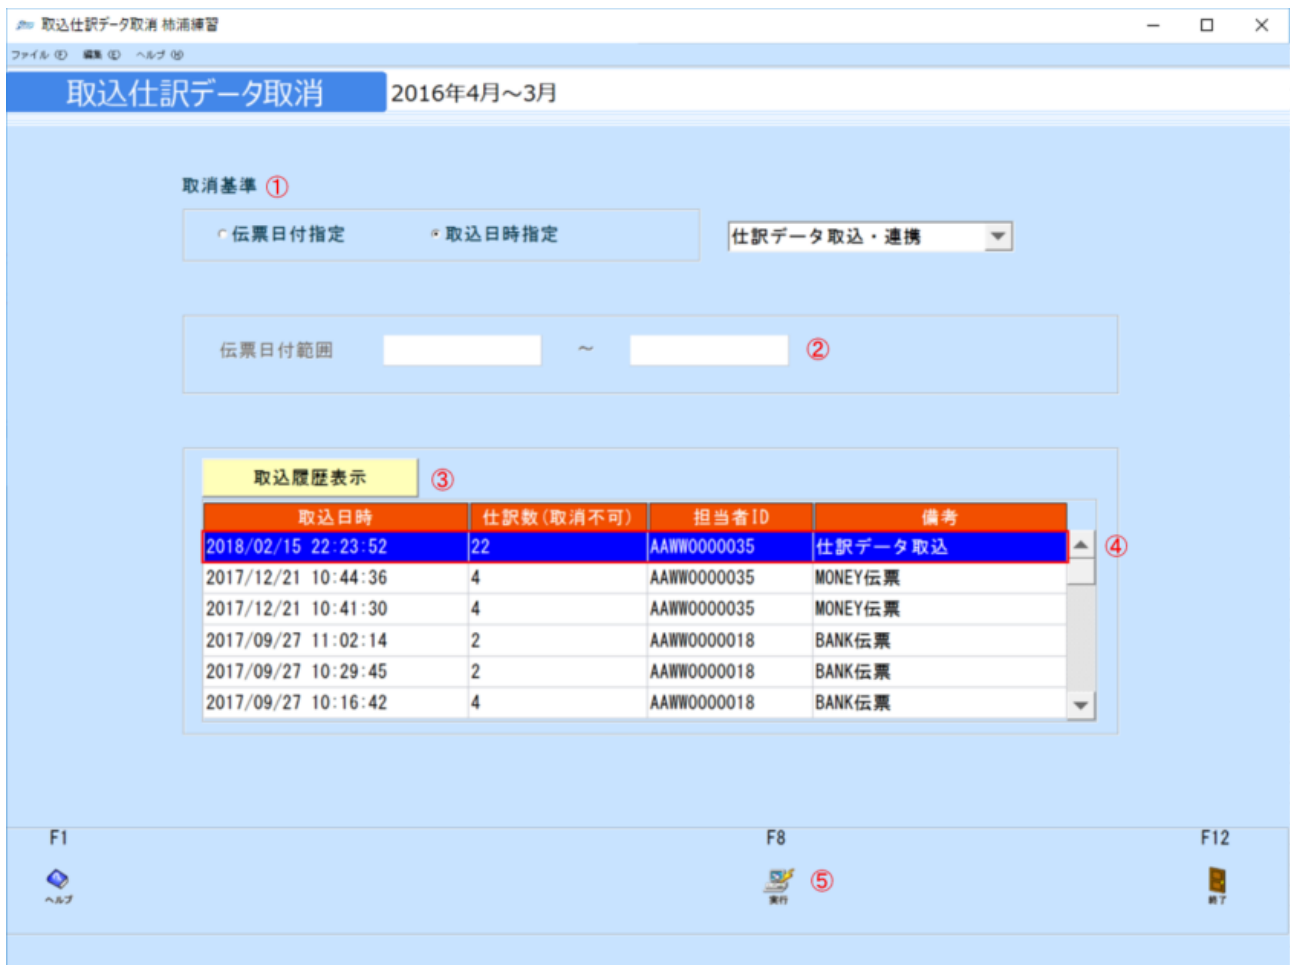 取込仕訳データ取消 柿浦練習
ファイル(F) 編集(E) ヘルプ(H)
取込仕訳データ取消 2016年4月～3月
取消基準 ①
伝票日付指定 取込日時指定 仕訳データ取込・連携
伝票日付範囲 ～ ②
取込履歴表示 ③
取込日時 仕訳数(取消不可) 担当者ID 備考
2018/02/15 22:23:52 22 AAWW0000035 仕訳データ取込 ④
2017/12/21 10:44:36 4 AAWW0000035 MONEY伝票
2017/12/21 10:41:30 4 AAWW0000035 MONEY伝票
2017/09/27 11:02:14 2 AAWW0000018 BANK伝票
2017/09/27 10:29:45 2 AAWW0000018 BANK伝票
2017/09/27 10:16:42 4 AAWW0000018 BANK伝票
F1 F8 F12
ヘルプ 実行 ⑤ 終了